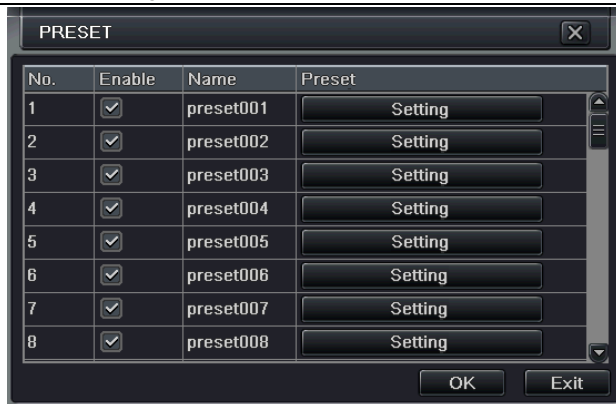 PRESET
No. Enable Name Preset
1 preset001 Setting
2 preset002 Setting
3 preset003 Setting
4 preset004 Setting
5 preset005 Setting
6 preset006 Setting
7 preset007 Setting
8 preset008 Setting
OK Exit